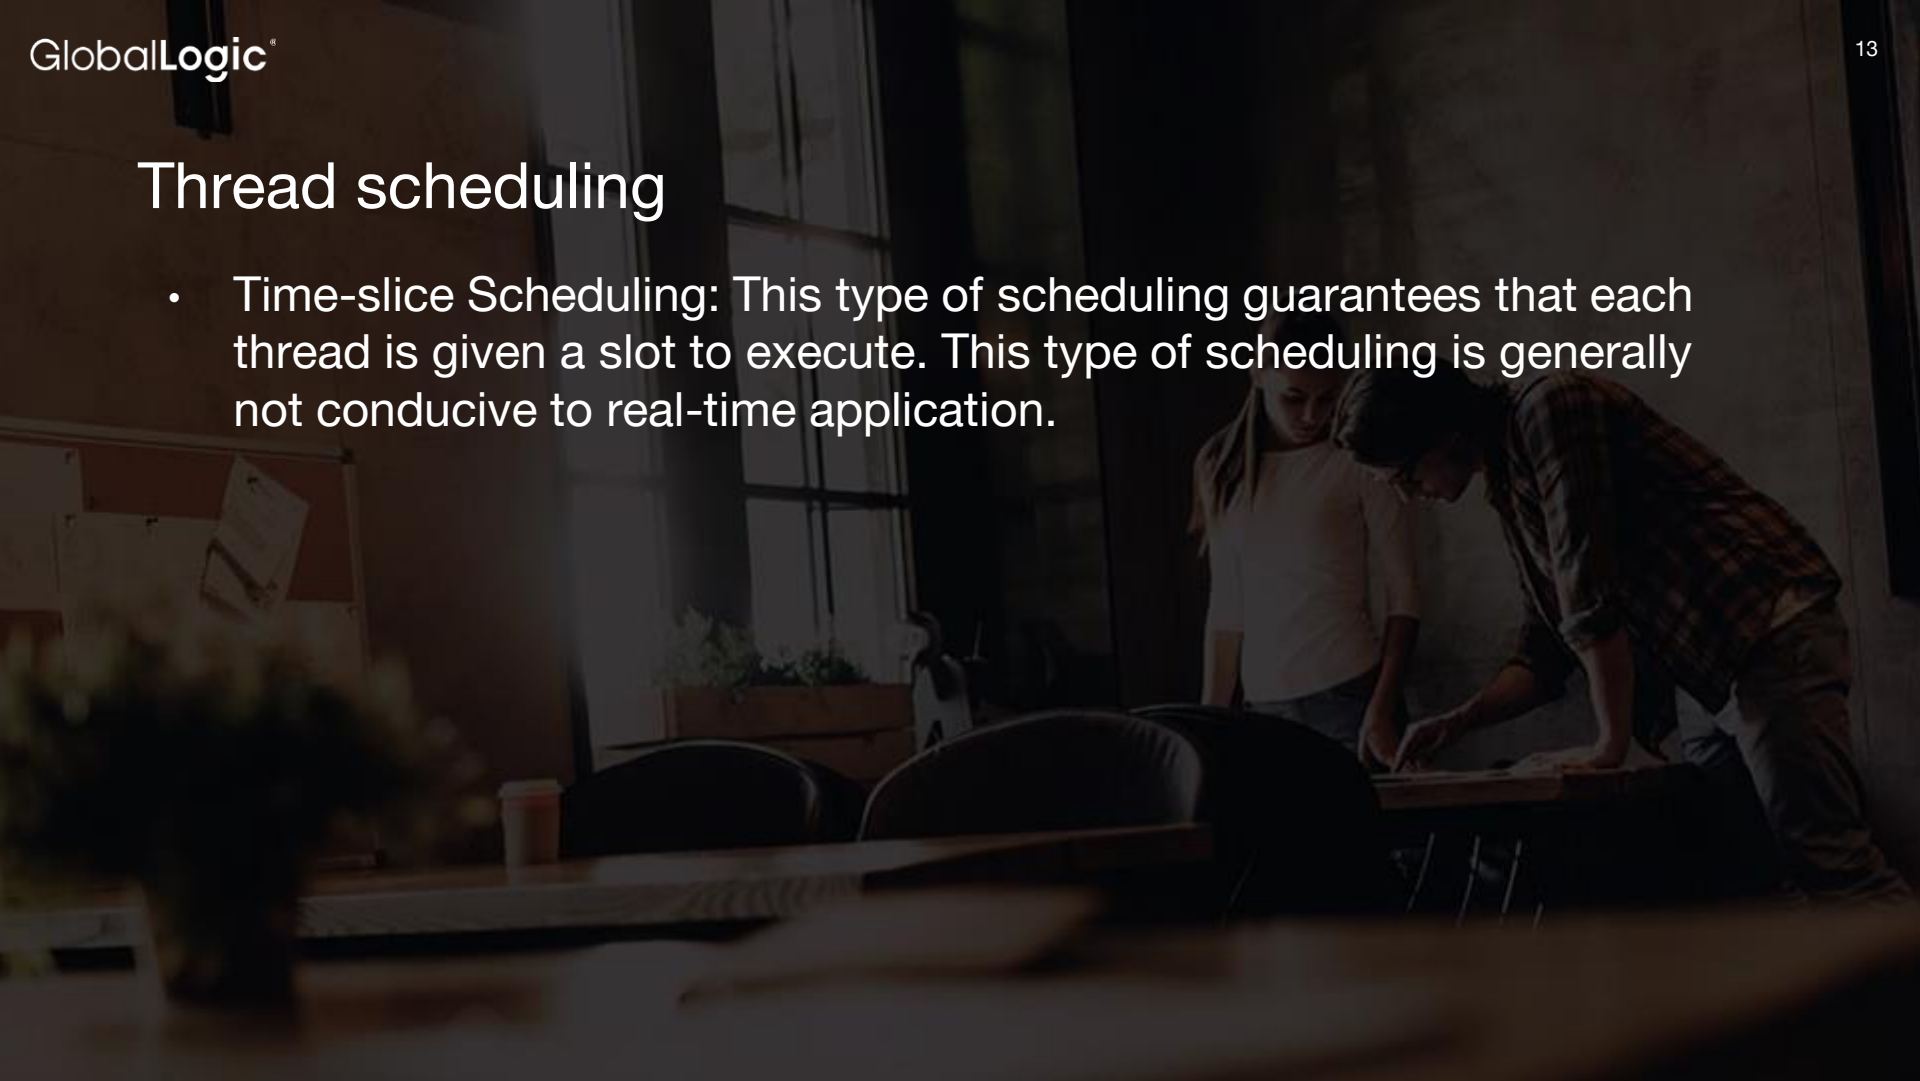 GlobalLogic®
13
Thread scheduling
• Time-slice Scheduling: This type of scheduling guarantees that each
thread is given a slot to execute. This type of scheduling is generally
not conducive to real-time application.